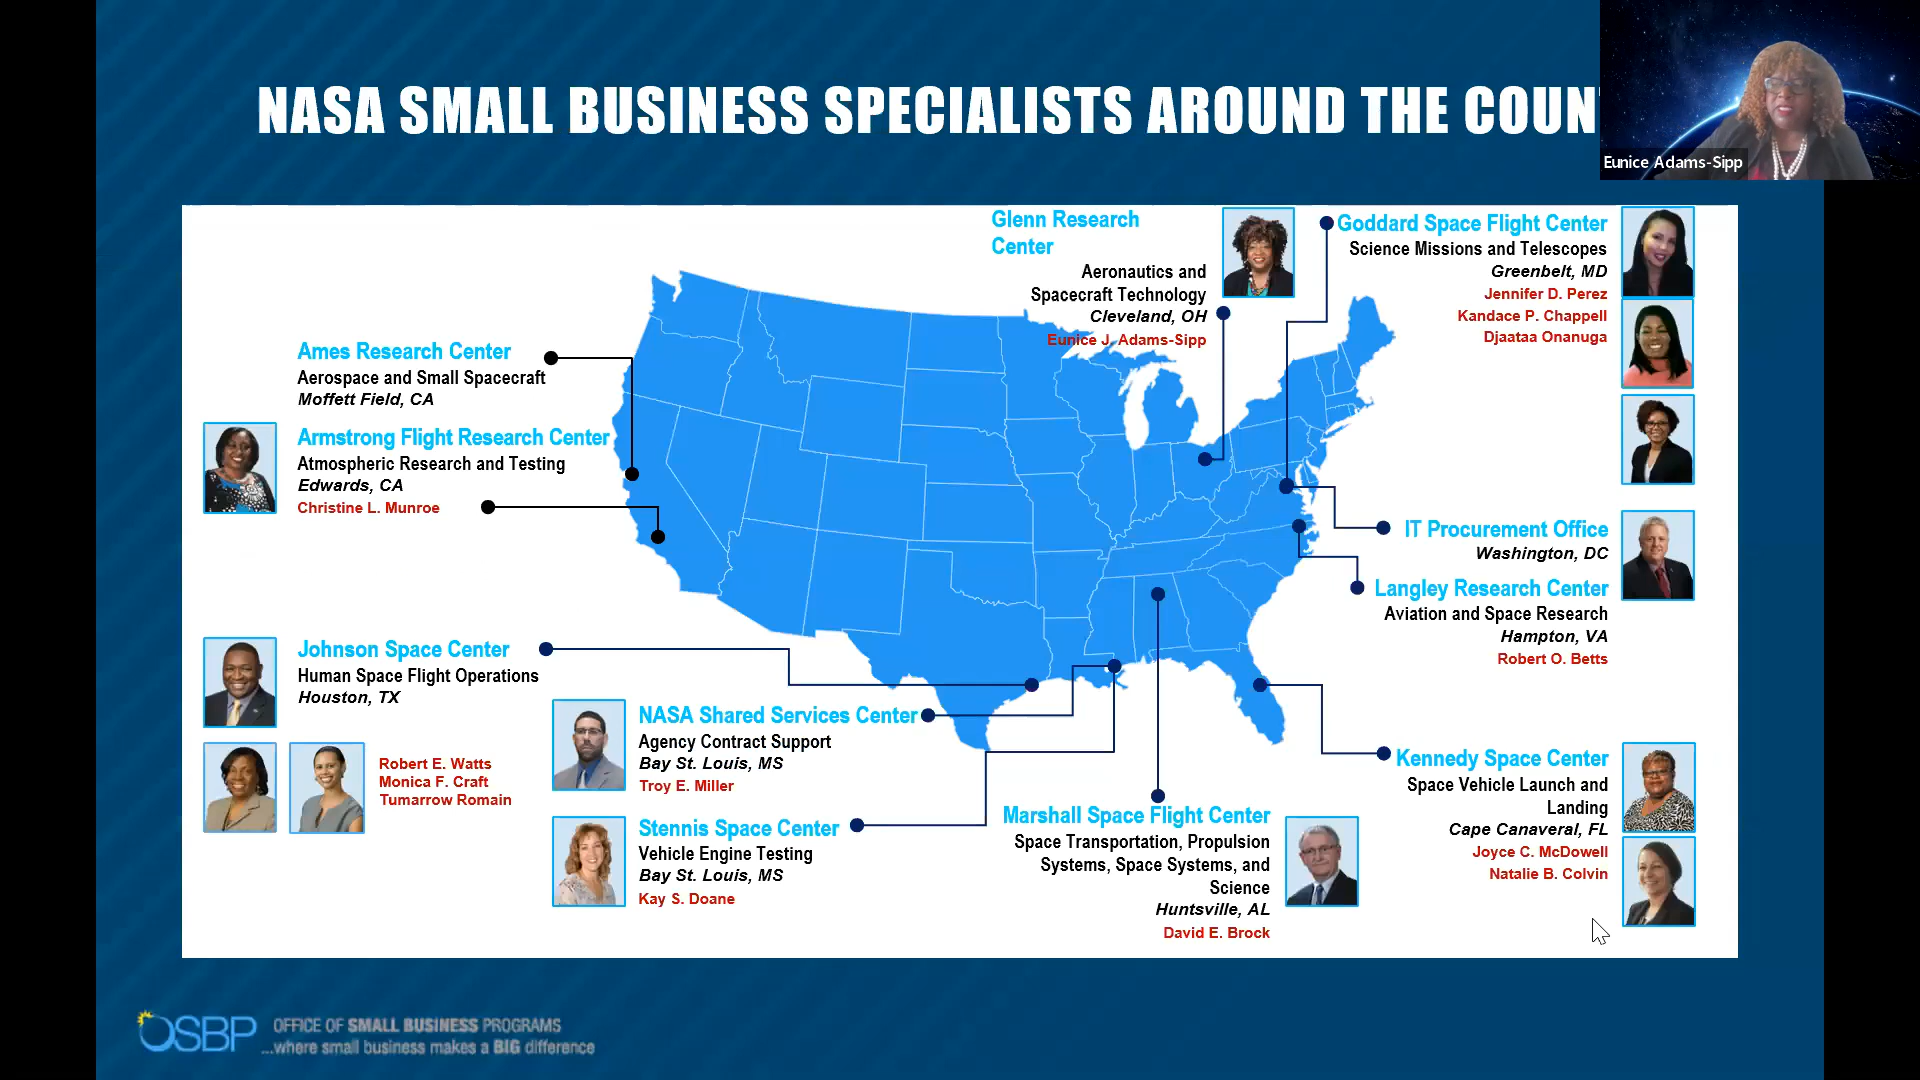 NASA SMALL BUSINESS SPECIALISTS AROUND THE COUN
Eunice Adams-Sipp
Glenn Research
Center
Aeronautics and
Spacecraft Technology
Cleveland, OH
Eunice J. Adams-Sipp
Goddard Space Flight Center
Science Missions and Telescopes
Greenbelt, MD
Jennifer D. Perez
Kandace P. Chappell
Djaataa Onanuga
Ames Research Center
Aerospace and Small Spacecraft
Moffett Field, CA
Armstrong Flight Research Center
Atmospheric Research and Testing
Edwards, CA
Christine L. Munroe
IT Procurement Office
Washington, DC
Langley Research Center
Aviation and Space Research
Hampton, VA
Robert O. Betts
Johnson Space Center
Human Space Flight Operations
Houston, TX
Robert E. Watts
Monica F. Craft
Tumarrow Romain
NASA Shared Services Center
Agency Contract Support
Bay St. Louis, MS
Troy E. Miller
Stennis Space Center
Vehicle Engine Testing
Bay St. Louis, MS
Kay S. Doane
Marshall Space Flight Center
Space Transportation, Propulsion
Systems, Space Systems, and
Science
Huntsville, AL
David E. Brock
Kennedy Space Center
Space Vehicle Launch and
Landing
Cape Canaveral, FL
Joyce C. McDowell
Natalie B. Colvin
OSBP OFFICE OF SMALL BUSINESS PROGRAMS
...where small business makes a BIG difference